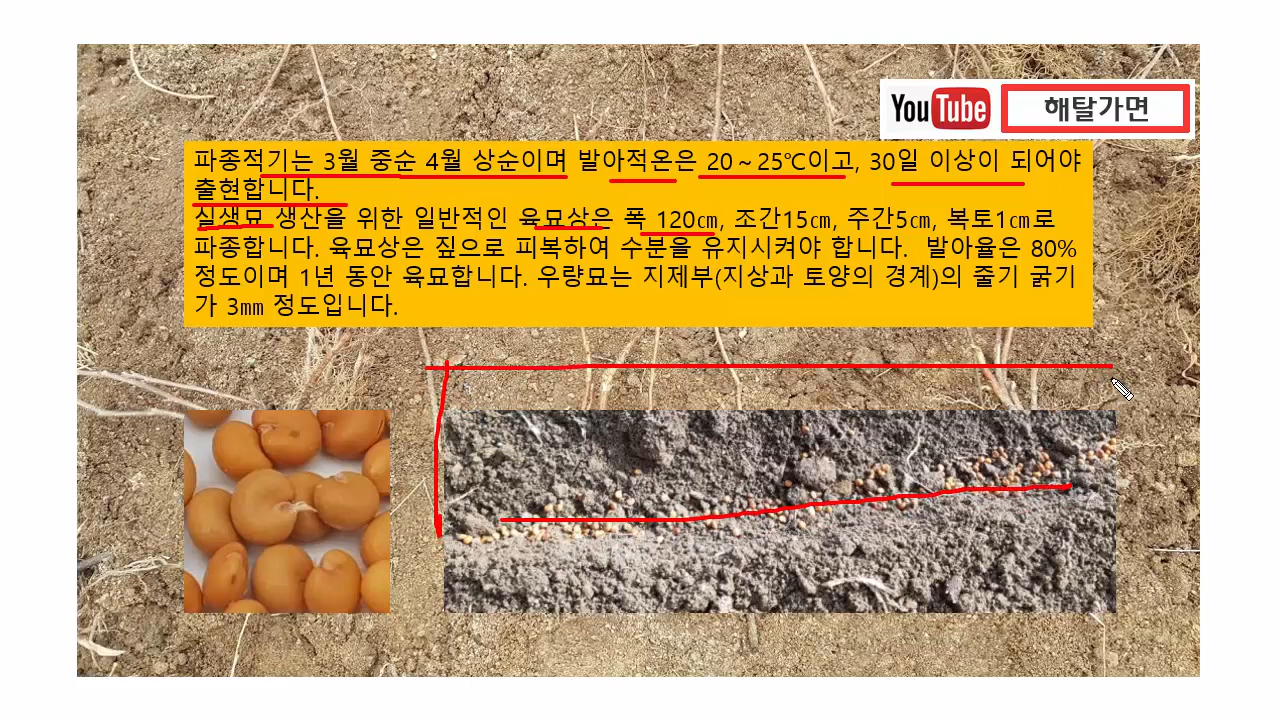 YouTube 해탈가면
파종적기는 3월 중순 4월 상순이며 발아적온은 20～25℃이고, 30일 이상이 되어야
출현합니다.
실생묘 생산을 위한 일반적인 육묘상은 폭 120㎝, 조간15㎝, 주간5㎝, 복토1㎝로
파종합니다. 육묘상은 짚으로 피복하여 수분을 유지시켜야 합니다. 발아율은 80%
정도이며 1년 동안 육묘합니다. 우량묘는 지제부(지상과 토양의 경계)의 줄기 굵기
가 3㎜ 정도입니다.